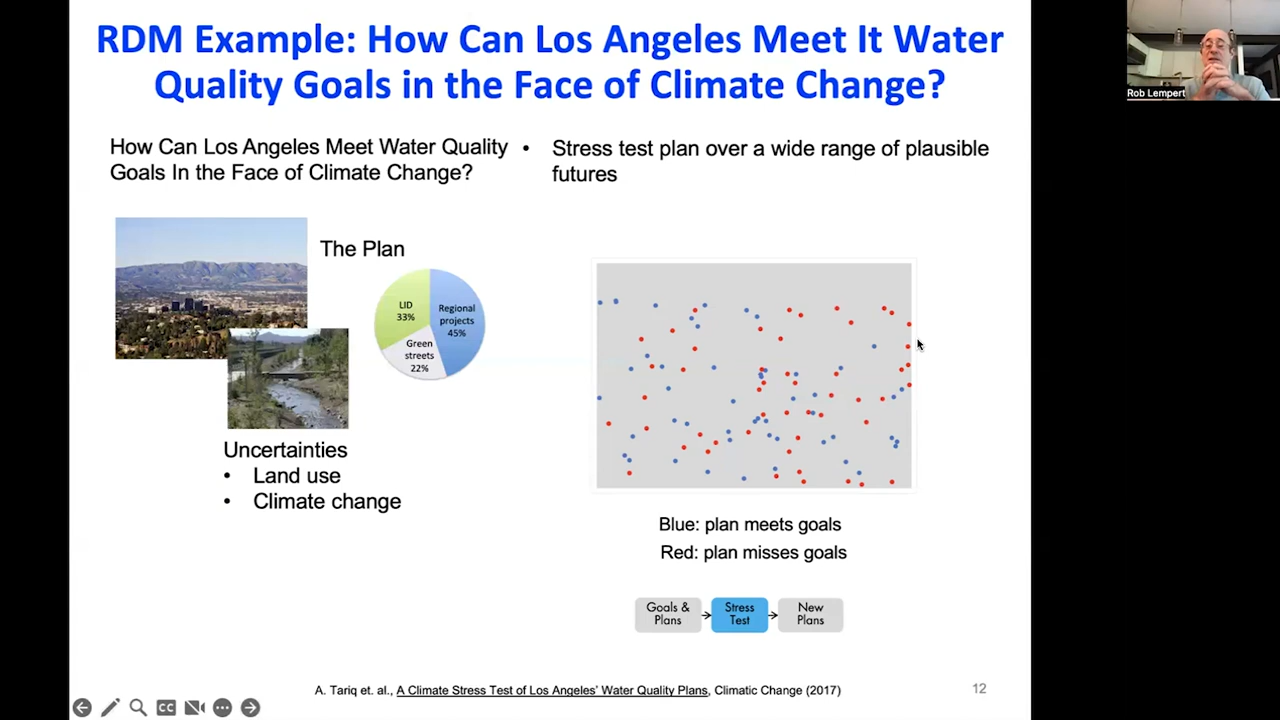 RDM Example: How Can Los Angeles Meet It Water
Quality Goals in the Face of Climate Change?
Rob Lempert
How Can Los Angeles Meet Water Quality
Goals In the Face of Climate Change?
• Stress test plan over a wide range of plausible
futures
The Plan
LID
33%
Regional
projects
45%
Green
streets
22%
Uncertainties
• Land use
• Climate change
Blue: plan meets goals
Red: plan misses goals
Goals &
Plans
Stress
Test
New
Plans
A. Tariq et. al., A Climate Stress Test of Los Angeles' Water Quality Plans, Climatic Change (2017)
12
CC